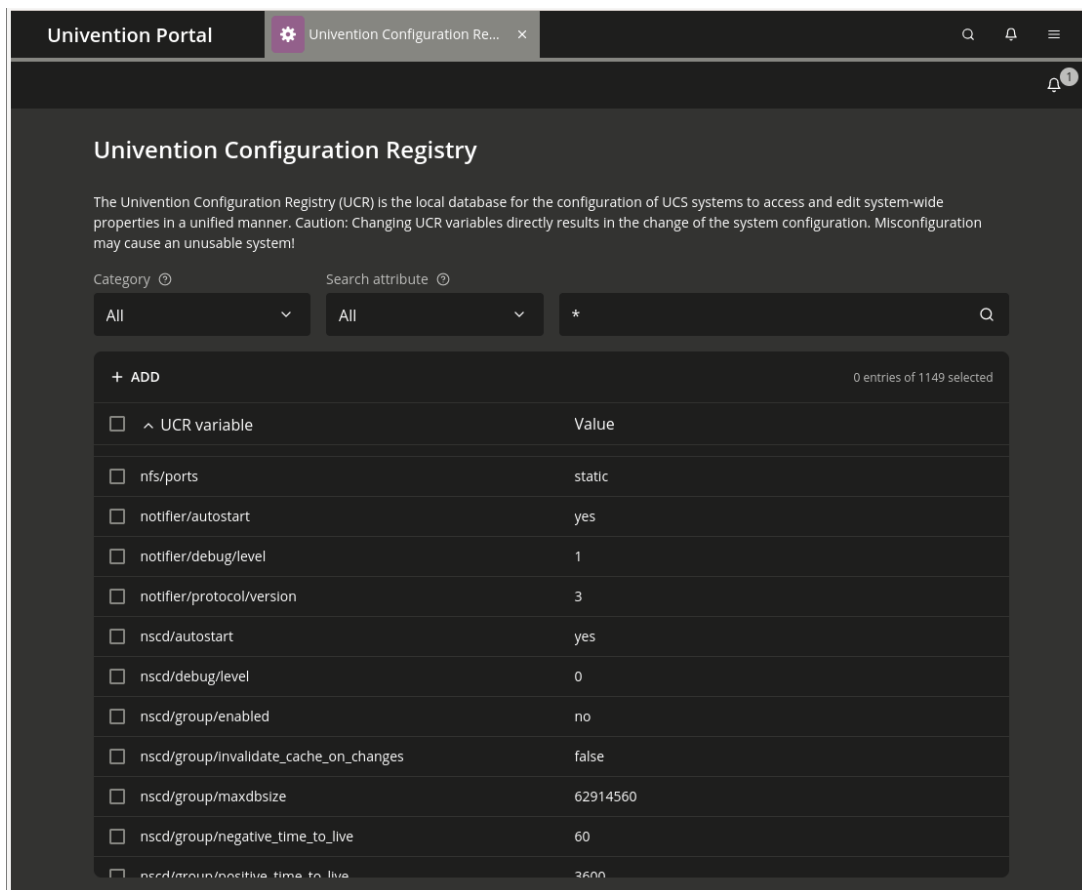 Univention Portal
Univention Configuration Re...
1
Univention Configuration Registry
The Univention Configuration Registry (UCR) is the local database for the configuration of UCS systems to access and edit system-wide
properties in a unified manner. Caution: Changing UCR variables directly results in the change of the system configuration. Misconfiguration
may cause an unusable system!
Category Search attribute
All All *
ADD 0 entries of 1149 selected
UCR variable Value
nfs/ports static
notifier/autostart yes
notifier/debug/level 1
notifier/protocol/version 3
nscd/autostart yes
nscd/debug/level 0
nscd/group/enabled no
nscd/group/invalidate_cache_on_changes false
nscd/group/maxdbsize 62914560
nscd/group/negative_time_to_live 60
nscd/group/positive_time_to_live 3600